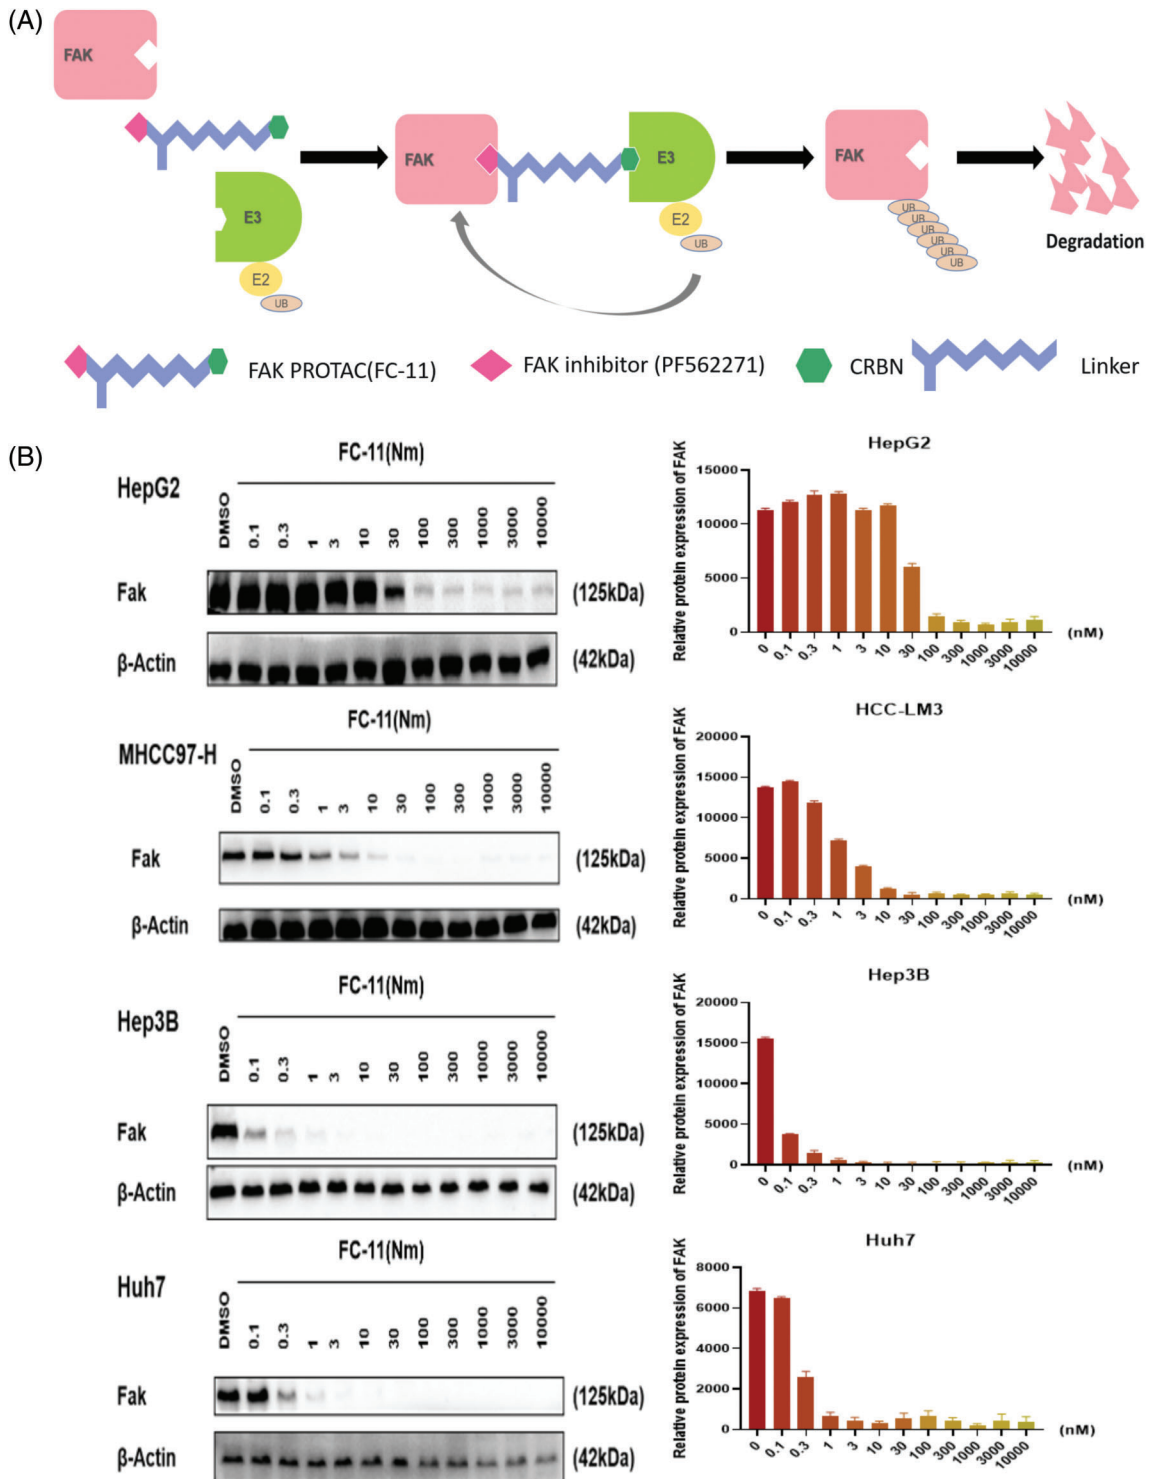 (A)
FAK
E3
E2
UB
FAK
E3
E2
UB
FAK
UB
UB
UB
UB
UB
UB
Degradation
FAK PROTAC(FC-11)
FAK inhibitor (PF562271)
CRBN
Linker
(B)
FC-11(Nm)
HepG2
DMSO 0.1 0.3 1 3 10 30 100 300 1000 3000 10000
Fak (125kDa)
β-Actin (42kDa)
HepG2
Relative protein expression of FAK
15000
10000
5000
0
0 0.1 0.3 1 3 10 30 100 300 1000 3000 10000 (nM)
FC-11(Nm)
MHCC97-H
DMSO 0.1 0.3 1 3 10 30 100 300 1000 3000 10000
Fak (125kDa)
β-Actin (42kDa)
HCC-LM3
Relative protein expression of FAK
20000
15000
10000
5000
0
0 0.1 0.3 1 3 10 30 100 300 1000 3000 10000 (nM)
FC-11(Nm)
Hep3B
DMSO 0.1 0.3 1 3 10 30 100 300 1000 3000 10000
Fak (125kDa)
β-Actin (42kDa)
Hep3B
Relative protein expression of FAK
20000
15000
10000
5000
0
0 0.1 0.3 1 3 10 30 100 300 1000 3000 10000 (nM)
FC-11(Nm)
Huh7
DMSO 0.1 0.3 1 3 10 30 100 300 1000 3000 10000
Fak (125kDa)
β-Actin (42kDa)
Huh7
Relative protein expression of FAK
8000
6000
4000
2000
0
0 0.1 0.3 1 3 10 30 100 300 1000 3000 10000 (nM)